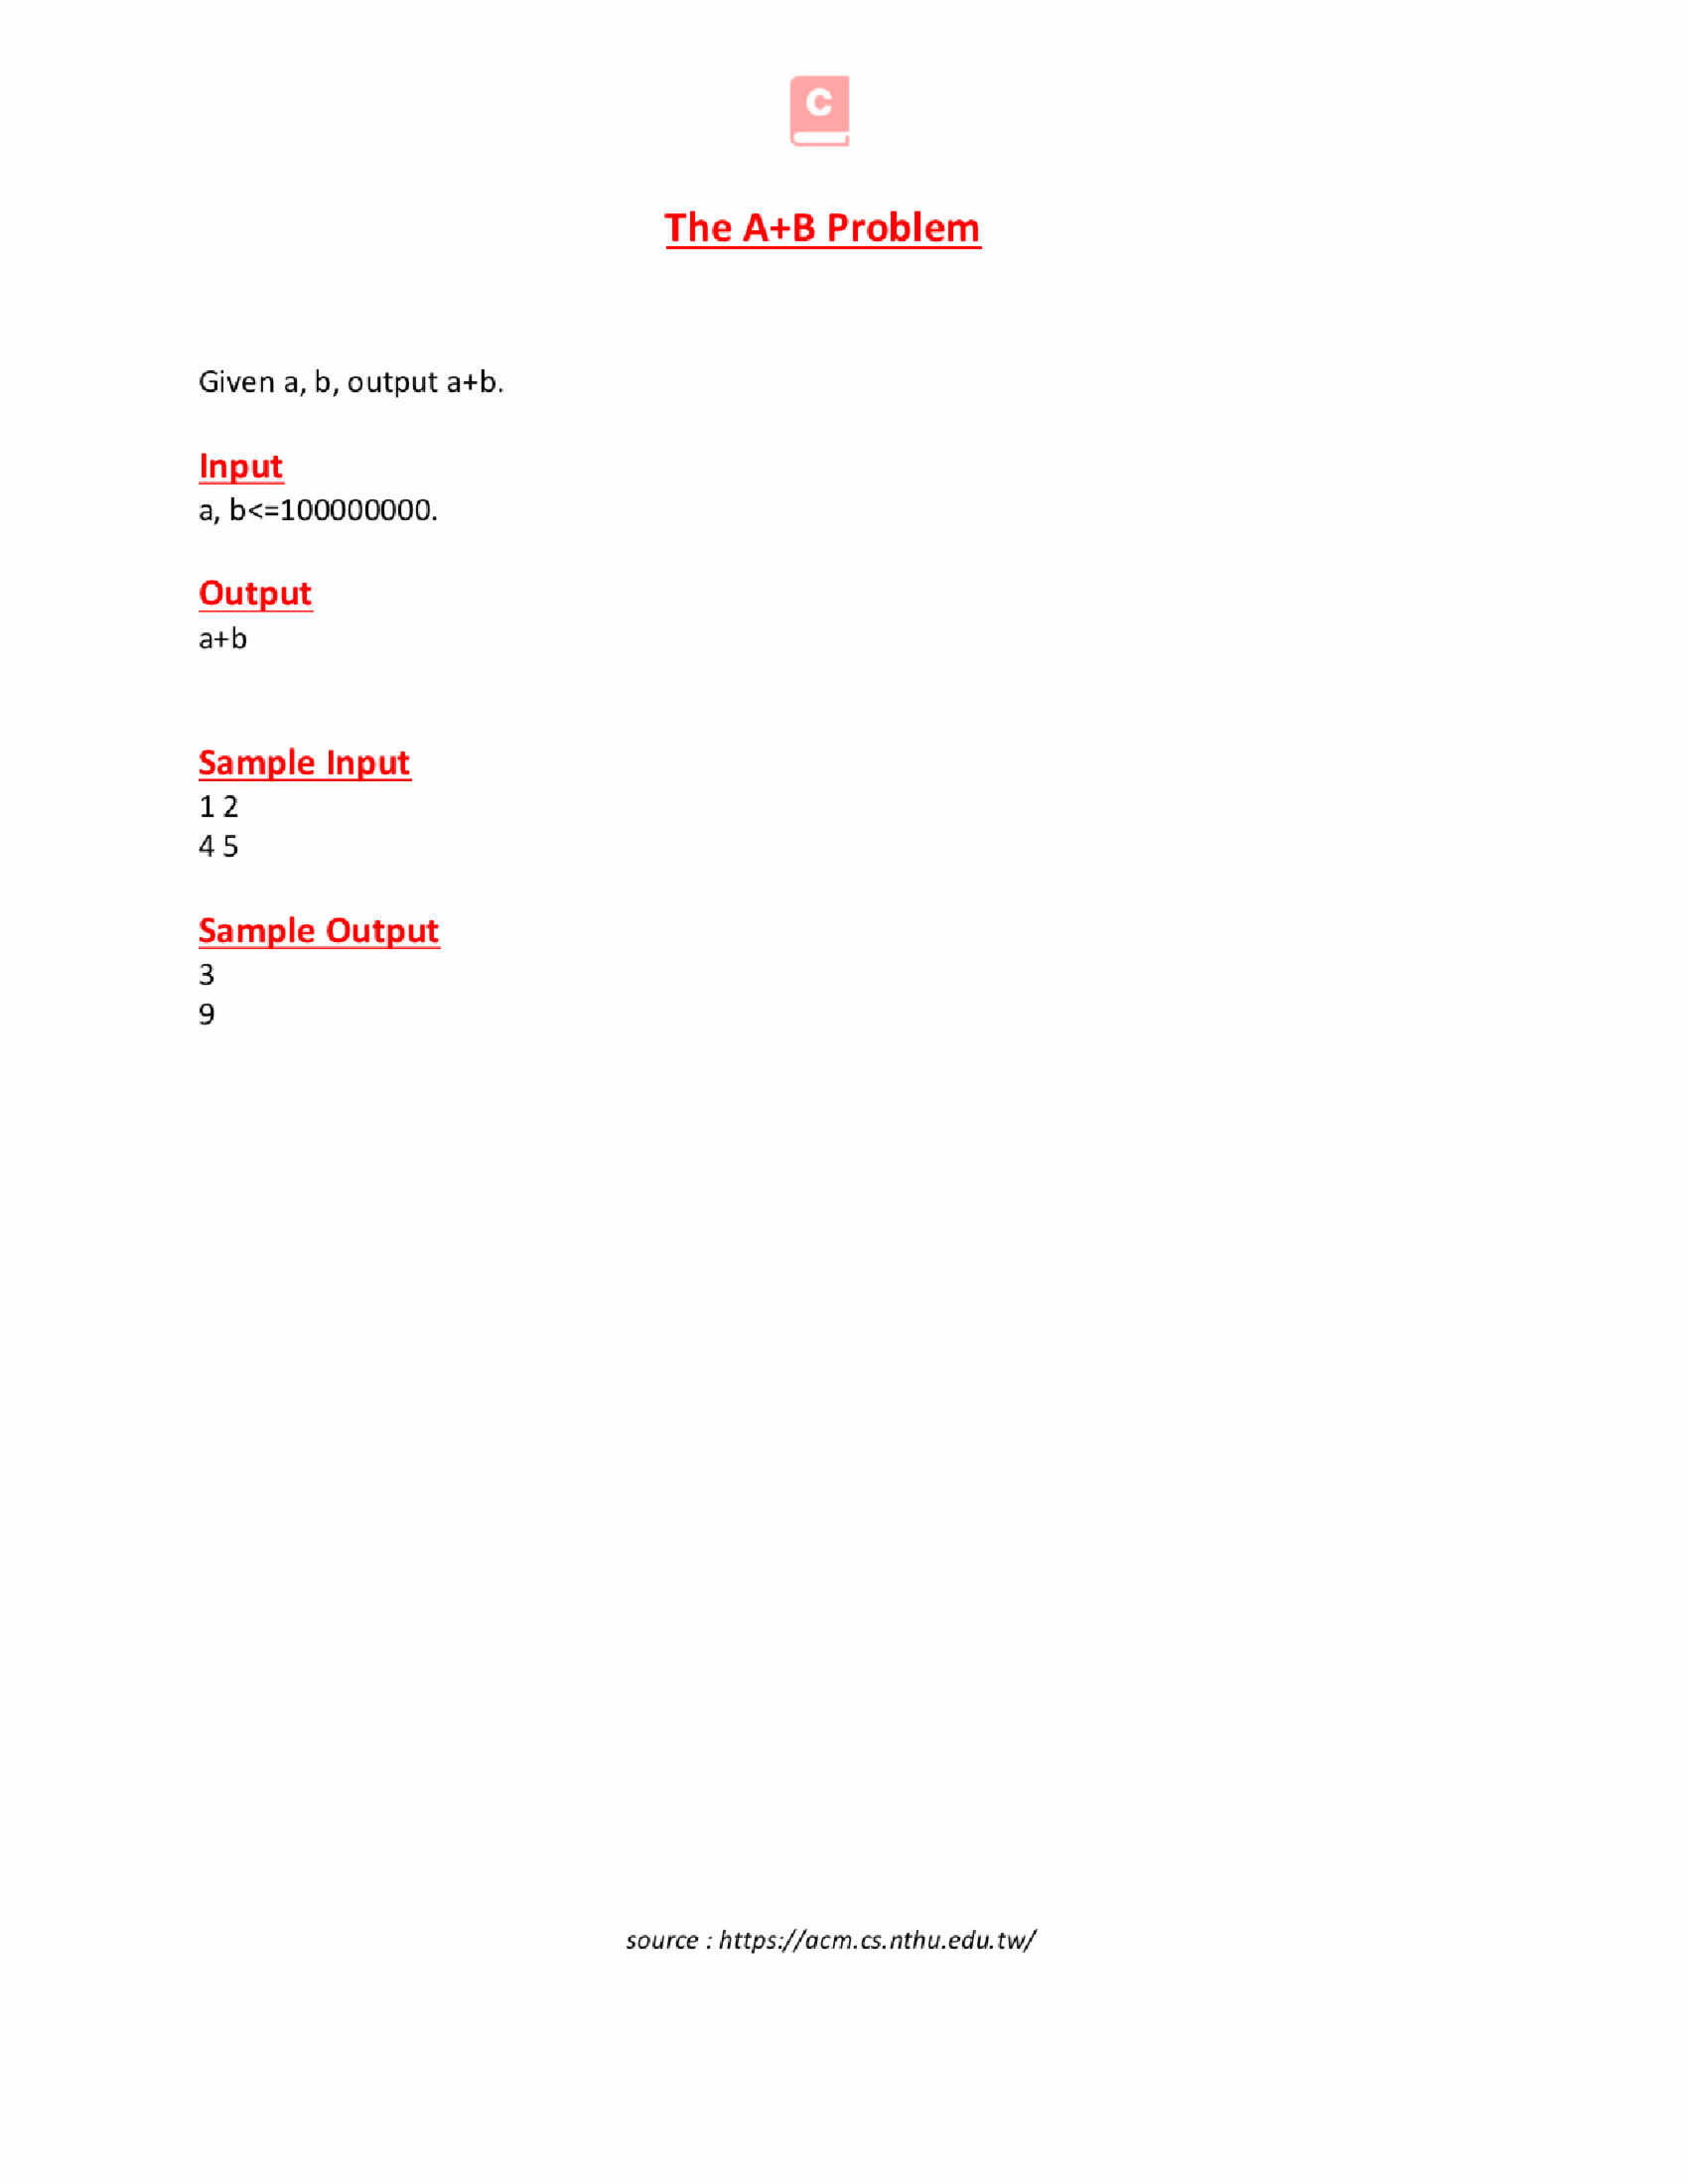 C
The A+B Problem
Given a, b, output a+b.
Input
a, b<=100000000.
Output
a+b
Sample Input
1 2
4 5
Sample Output
3
9
source : https://acm.cs.nthu.edu.tw/